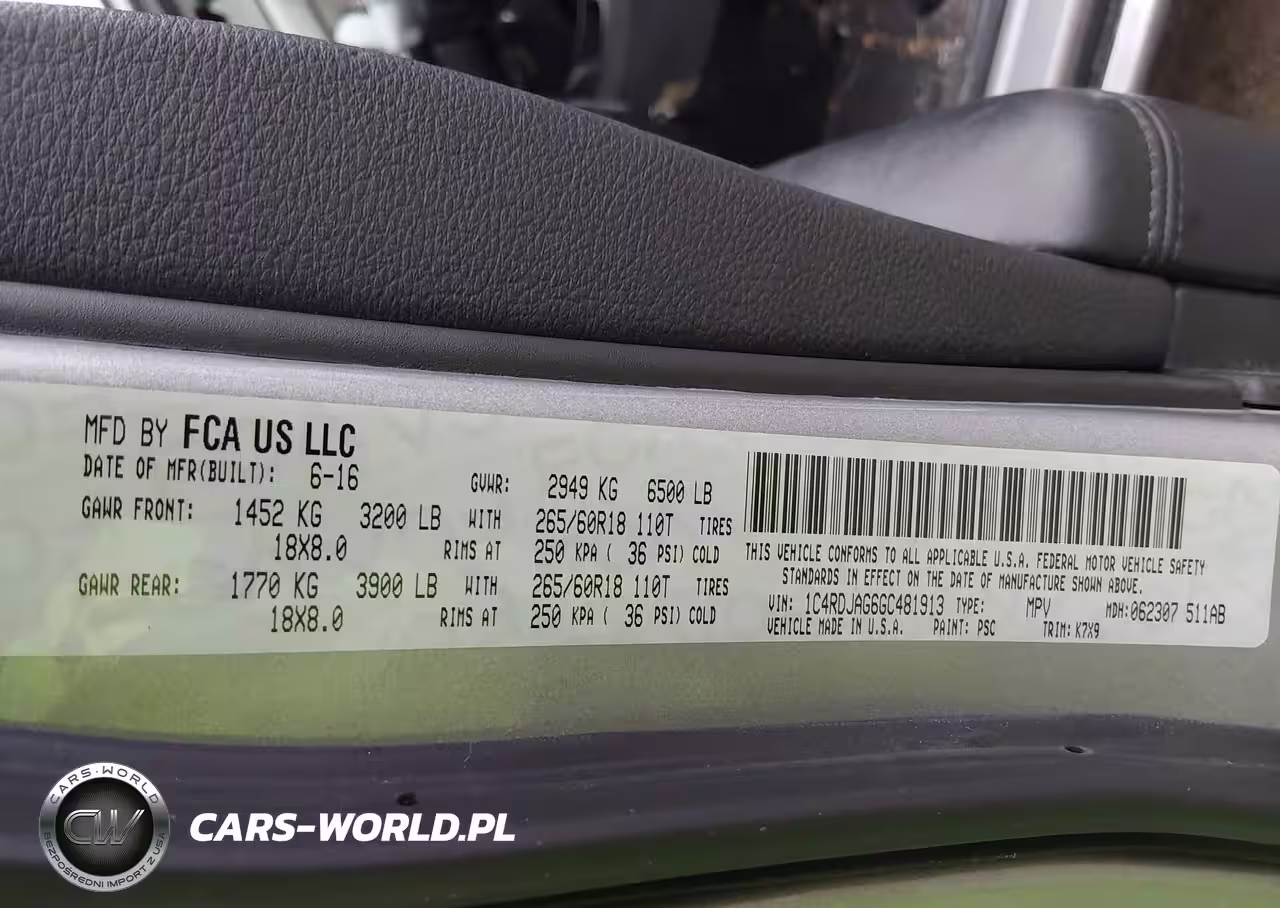 MFD BY FCA US LLC
DATE OF MFR(BUILT): 6-16 GVWR: 2949 KG 6500 LB
GAWR FRONT: 1452 KG 3200 LB WITH 265/60R18 110T TIRES
18X8.0 RIMS AT 250 KPA ( 36 PSI) COLD
GAWR REAR: 1770 KG 3900 LB WITH 265/60R18 110T TIRES
18X8.0 RIMS AT 250 KPA ( 36 PSI) COLD
THIS VEHICLE CONFORMS TO ALL APPLICABLE U.S.A. FEDERAL MOTOR VEHICLE SAFETY
STANDARDS IN EFFECT ON THE DATE OF MANUFACTURE SHOWN ABOVE.
VIN: 1C4RDJAG6GC481913 TYPE: MPV MDH:062307 511AB
VEHICLE MADE IN U.S.A. PAINT: PSC TRIM: K7X9
CARS-WORLD
CW
BEZPOŚREDNI IMPORT Z USA
CARS-WORLD.PL